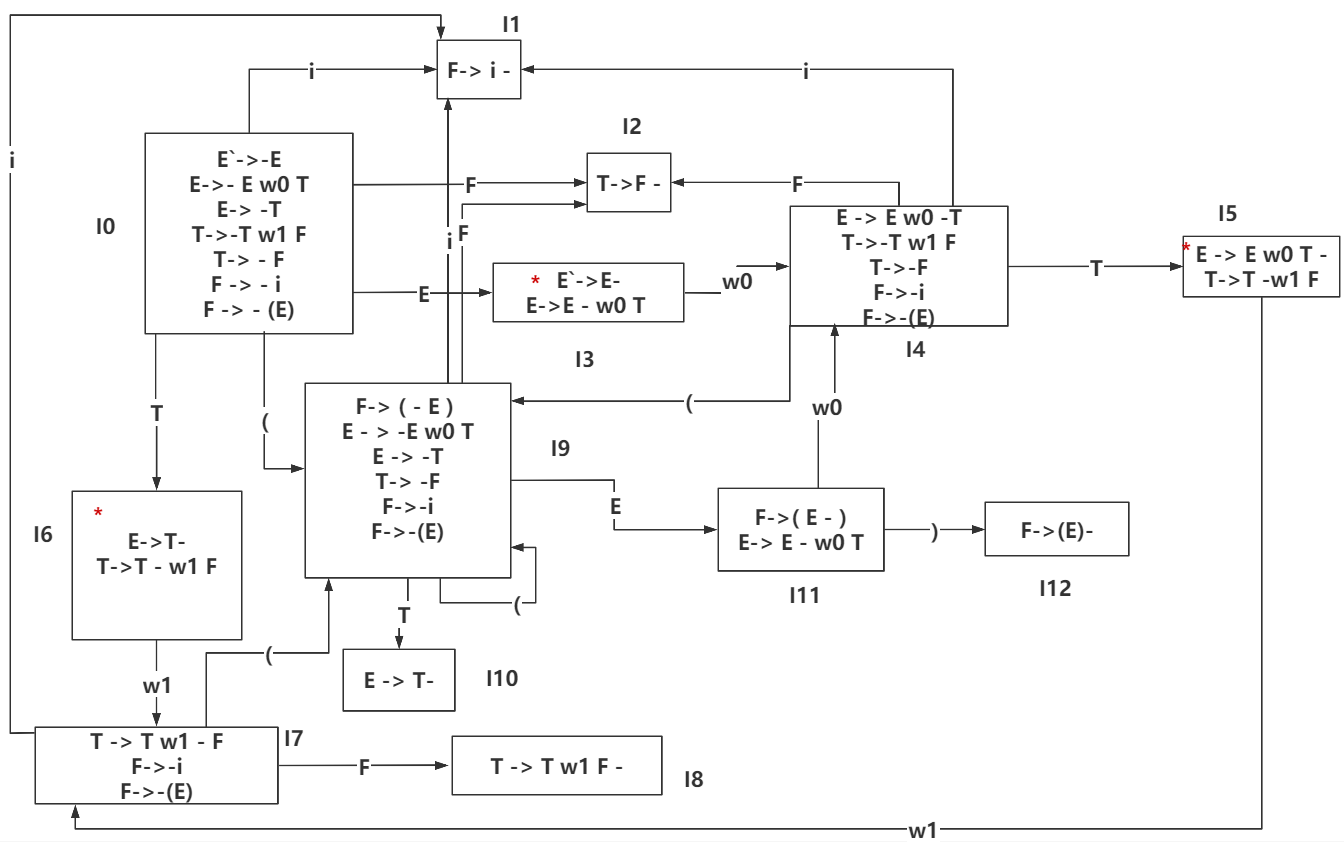 I1
F-> i -
i
i
I2
i
E`->-E
E->- E w0 T
E-> -T
T->-T w1 F
T-> - F
F -> - i
F -> - (E)
I0
T->F -
F
F
E -> E w0 -T
T->-T w1 F
T->-F
F->-i
F->-(E)
I4
I5
* E -> E w0 T -
T->T -w1 F
i
F
T
* E`->E-
E->E - w0 T
I3
E
w0
(
w0
T
(
F-> ( - E )
E - > -E w0 T
E -> -T
T-> -F
F->-i
F->-(E)
I9
E
*
E->T-
T->T - w1 F
I6
F->( E - )
E-> E - w0 T
I11
)
F->(E)-
I12
(
T
(
E -> T-
I10
w1
T -> T w1 - F
F->-i
F->-(E)
I7
F
T -> T w1 F -
I8
w1